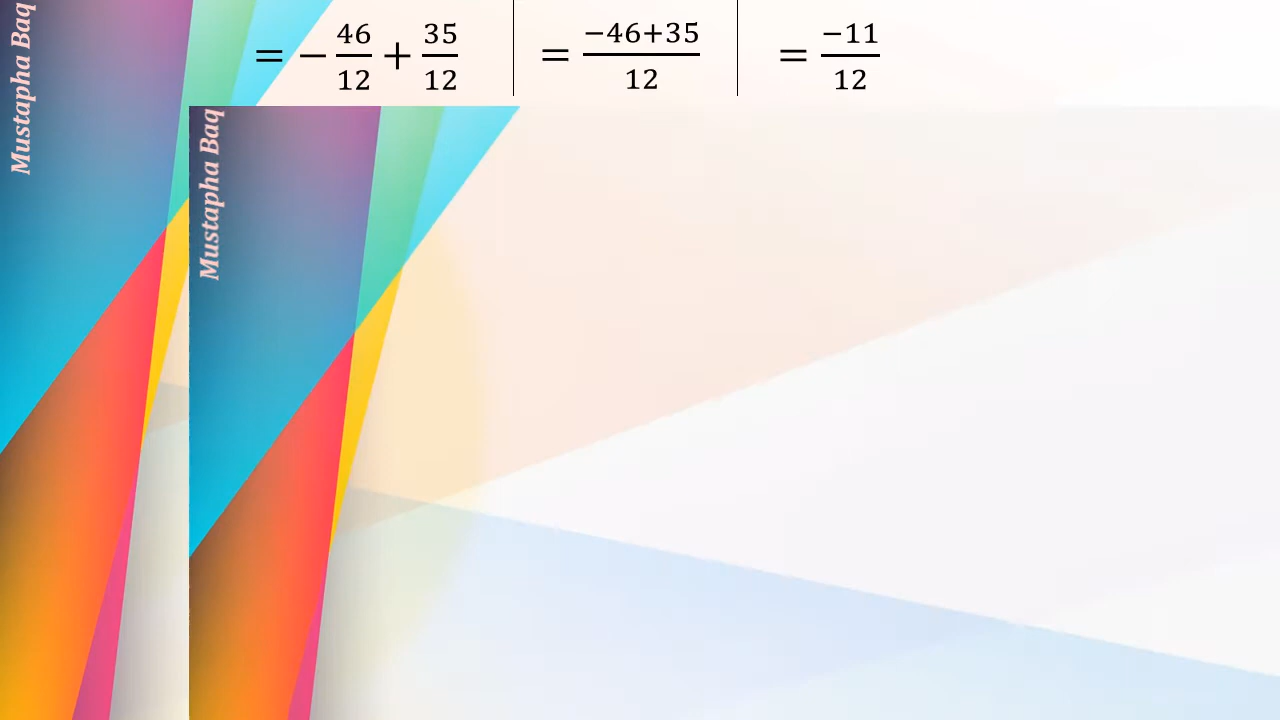 Mustapha Baq
= − 46/12 + 35/12 = −46+35/12 = −11/12
Mustapha Baq